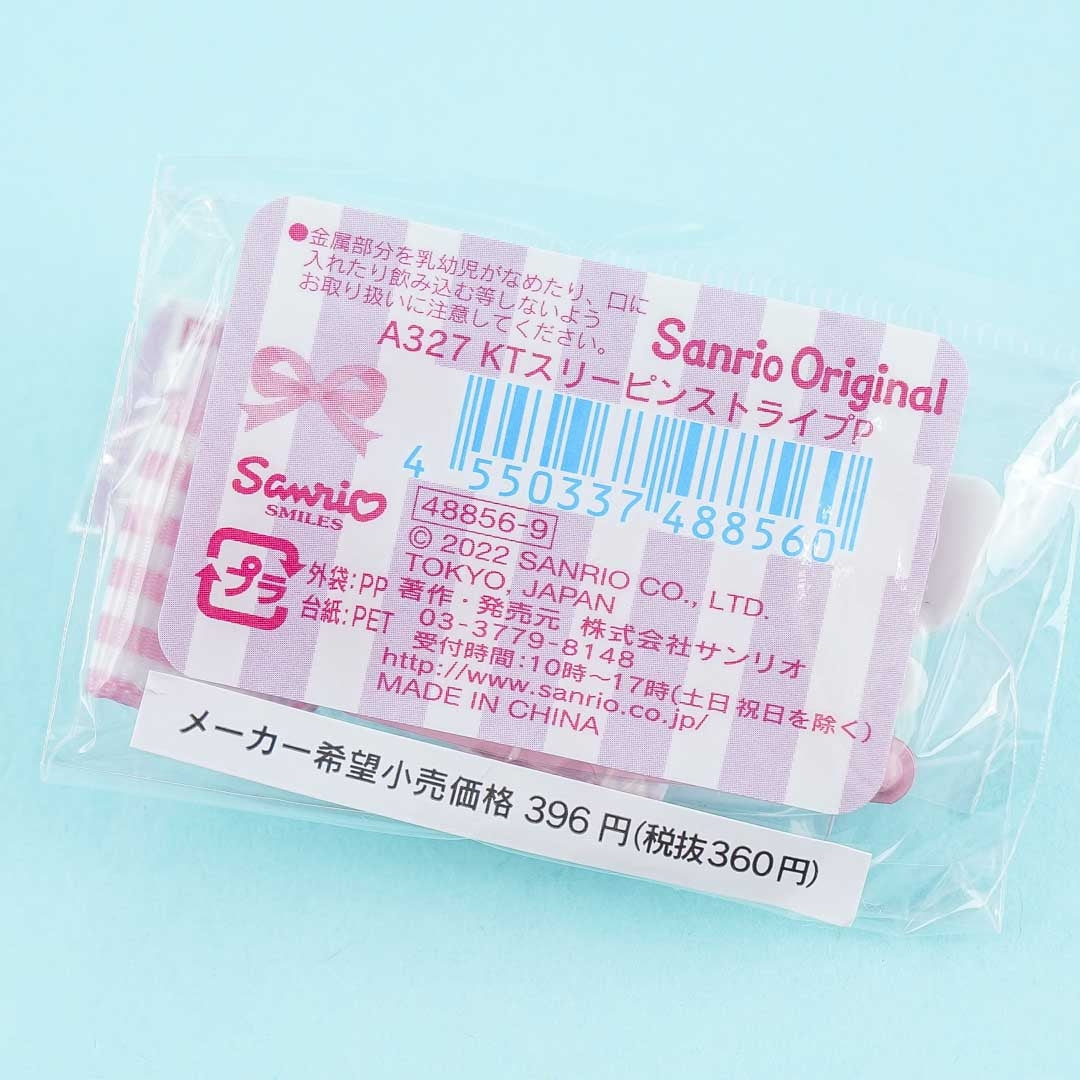 ●金属部分を乳幼児がなめたり、口に
入れたり飲み込む等しないよう
お取り扱いに注意してください。
Sanrio Original
A327 KTスリーピンストライプP
4 550337 488560
Sanrio
SMILES
48856-9
© 2022 SANRIO CO., LTD.
TOKYO, JAPAN
プラ
外袋:PP
台紙:PET
著作・発売元 株式会社サンリオ
03-3779-8148
受付時間:10時〜17時(土日 祝日を除く)
http://www.sanrio.co.jp/
MADE IN CHINA
メーカー希望小売価格 396 円(税抜360円)